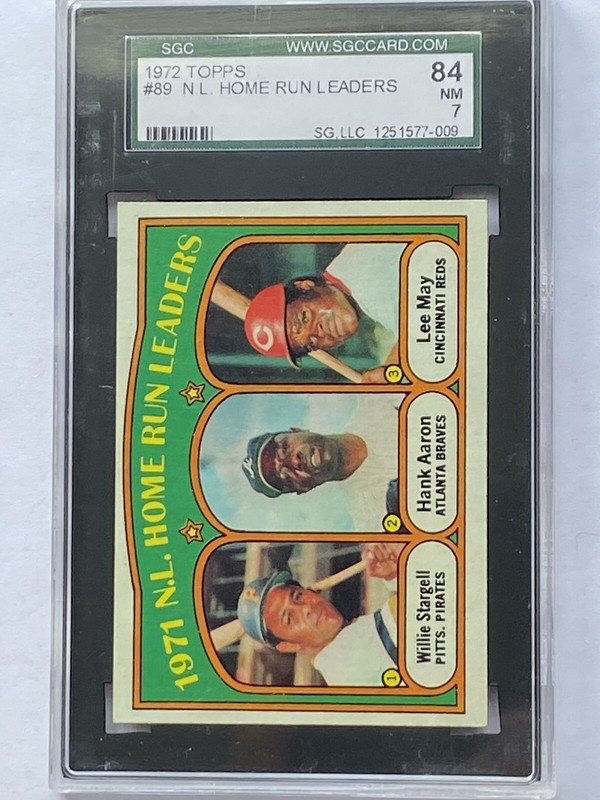 SGC WWW.SGCCARD.COM
1972 TOPPS 84
#89 N.L. HOME RUN LEADERS NM
7
SG,LLC 1251577-009
1971 N.L. HOME RUN LEADERS
1
Willie Stargell
PITTS. PIRATES
2
Hank Aaron
ATLANTA BRAVES
3
Lee May
CINCINNATI REDS
C